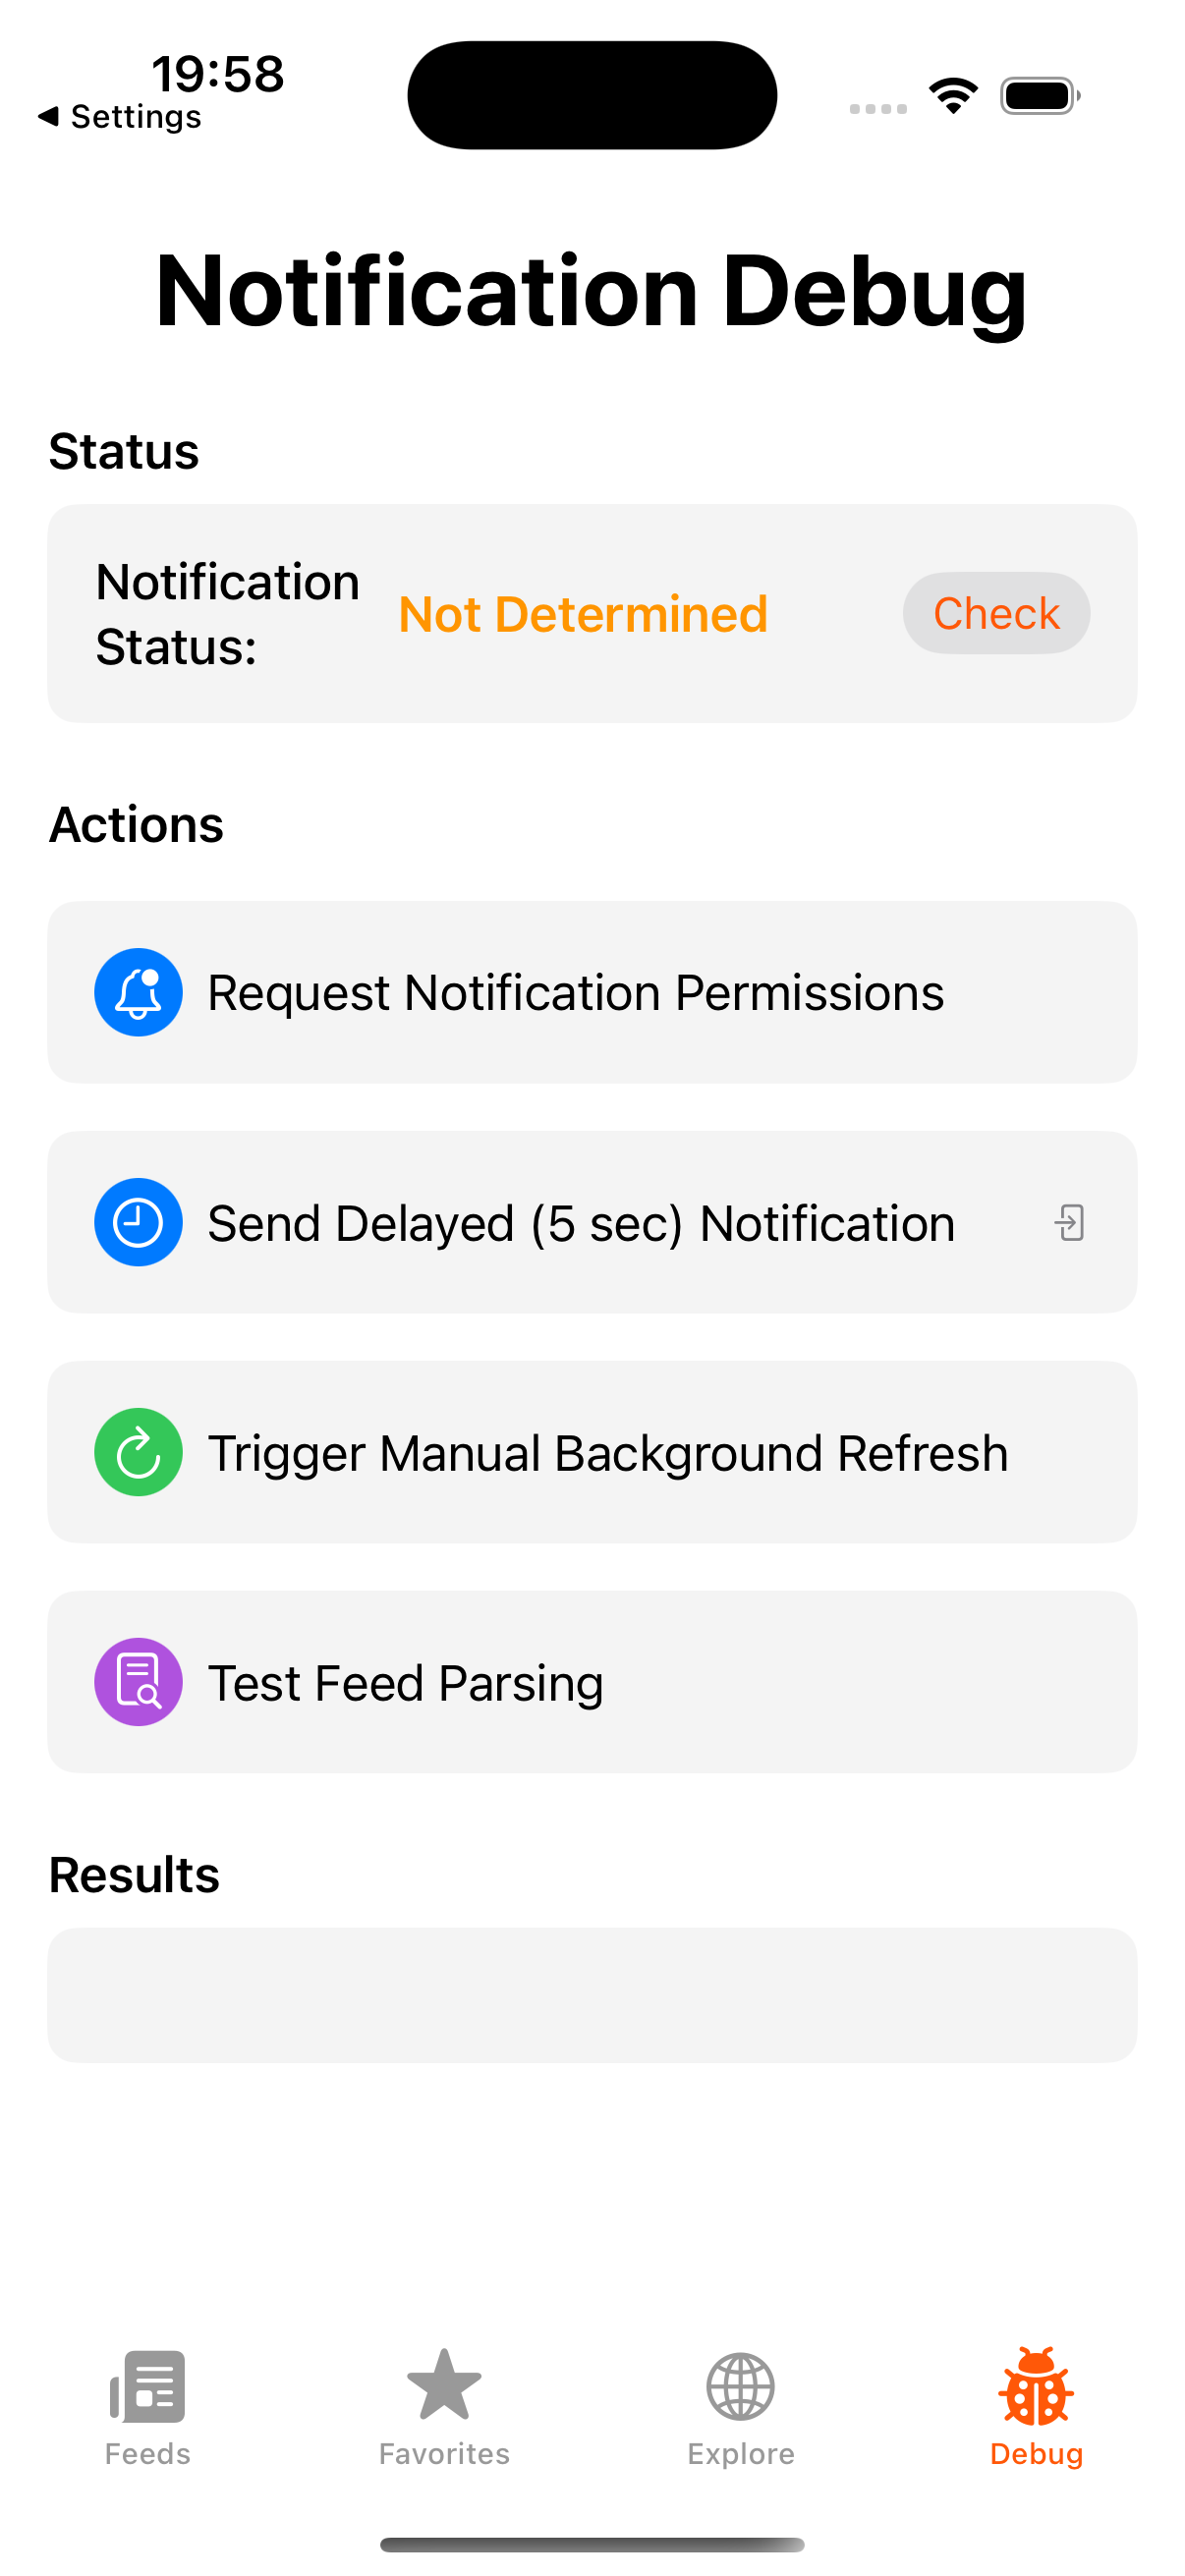 19:58
Settings
Notification Debug
Status
Notification
Status:
Not Determined
Check
Actions
Request Notification Permissions
Send Delayed (5 sec) Notification
Trigger Manual Background Refresh
Test Feed Parsing
Results
Feeds
Favorites
Explore
Debug